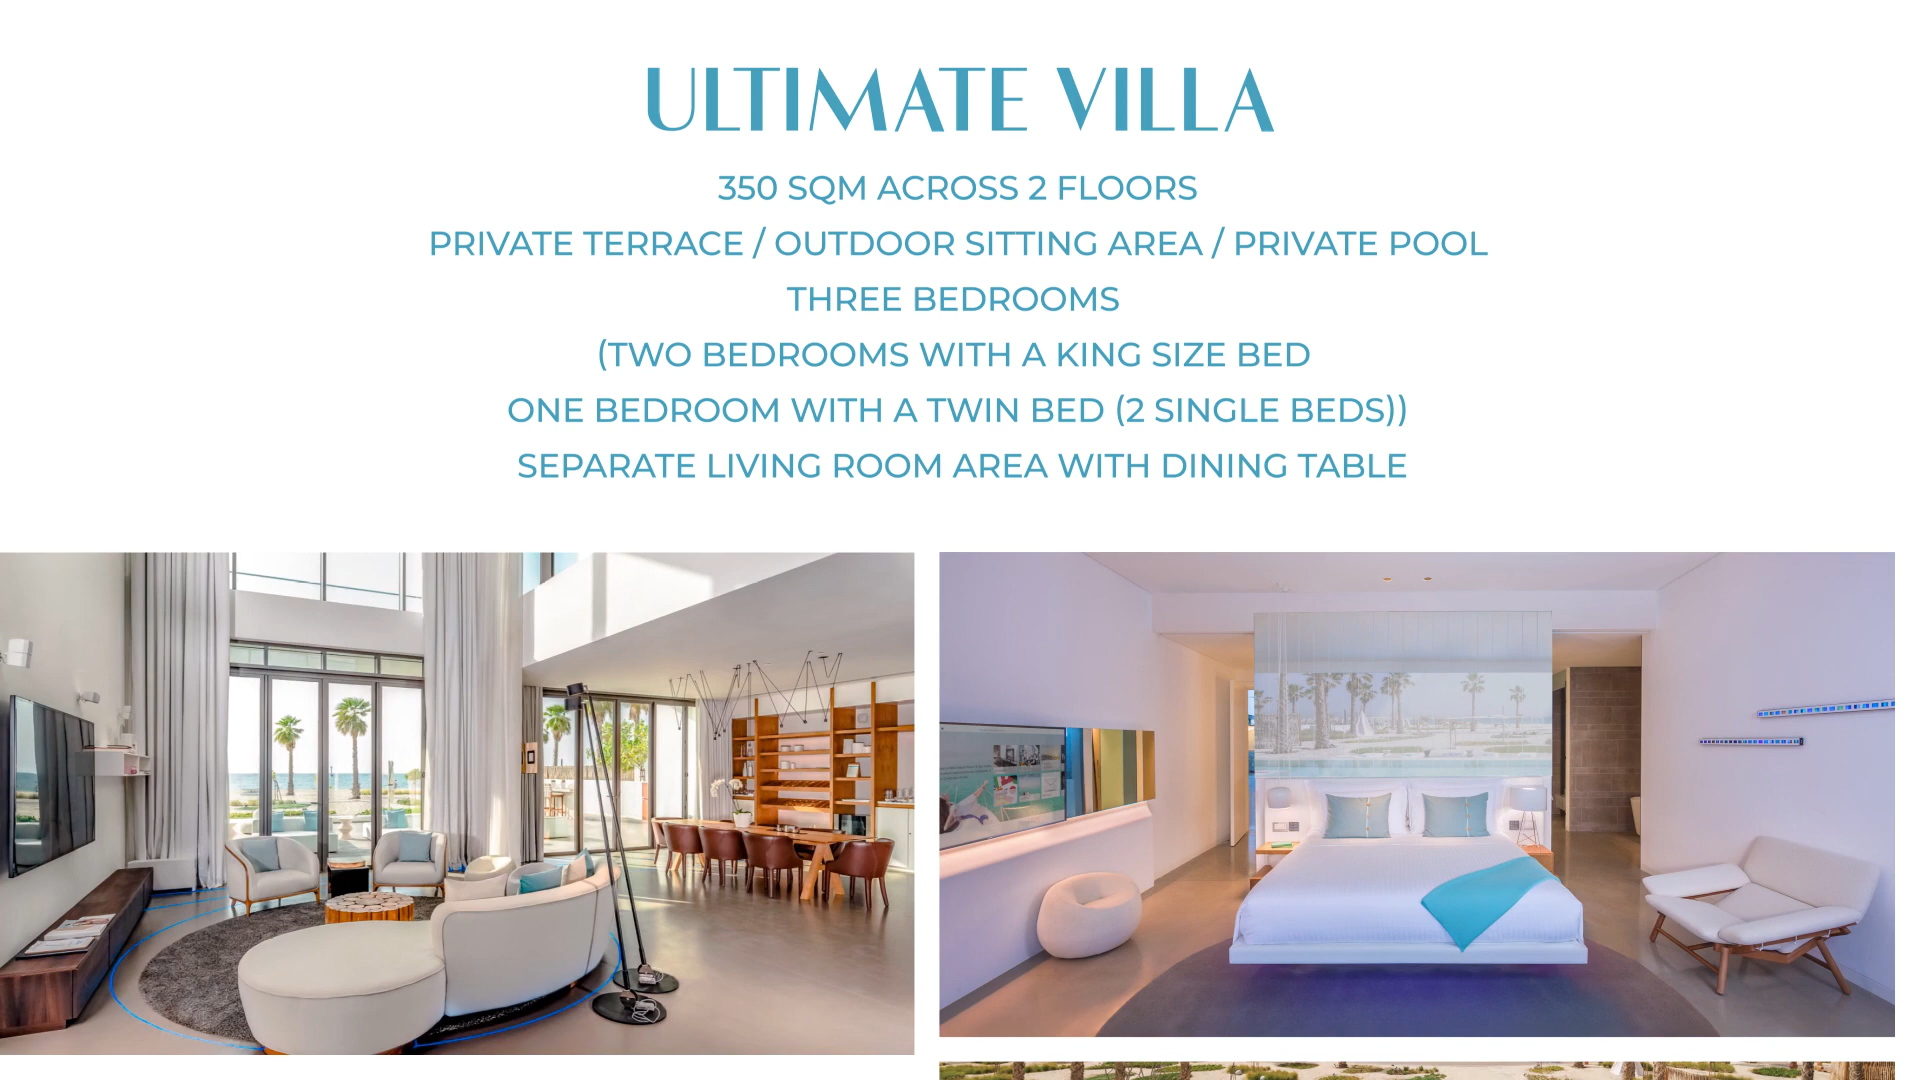 ULTIMATE VILLA
350 SQM ACROSS 2 FLOORS
PRIVATE TERRACE / OUTDOOR SITTING AREA / PRIVATE POOL
THREE BEDROOMS
(TWO BEDROOMS WITH A KING SIZE BED
ONE BEDROOM WITH A TWIN BED (2 SINGLE BEDS))
SEPARATE LIVING ROOM AREA WITH DINING TABLE